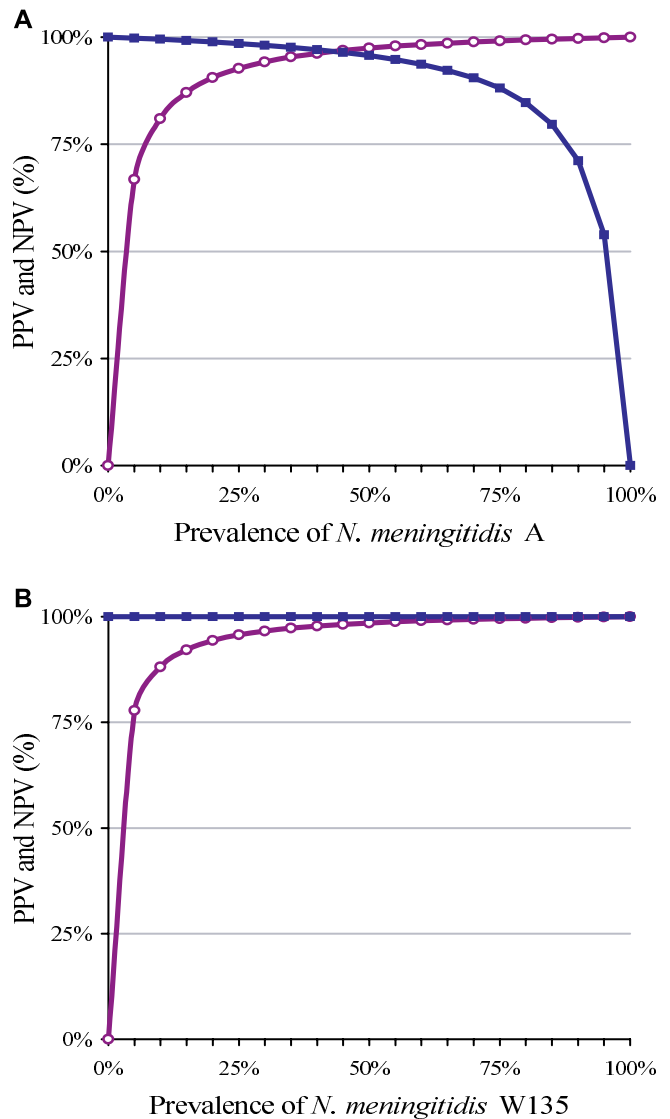 A
100%
75%
50%
25%
0%
PPV and NPV (%)
0% 25% 50% 75% 100%
Prevalence of N. meningitidis A
B
100%
75%
50%
25%
0%
PPV and NPV (%)
0% 25% 50% 75% 100%
Prevalence of N. meningitidis W135